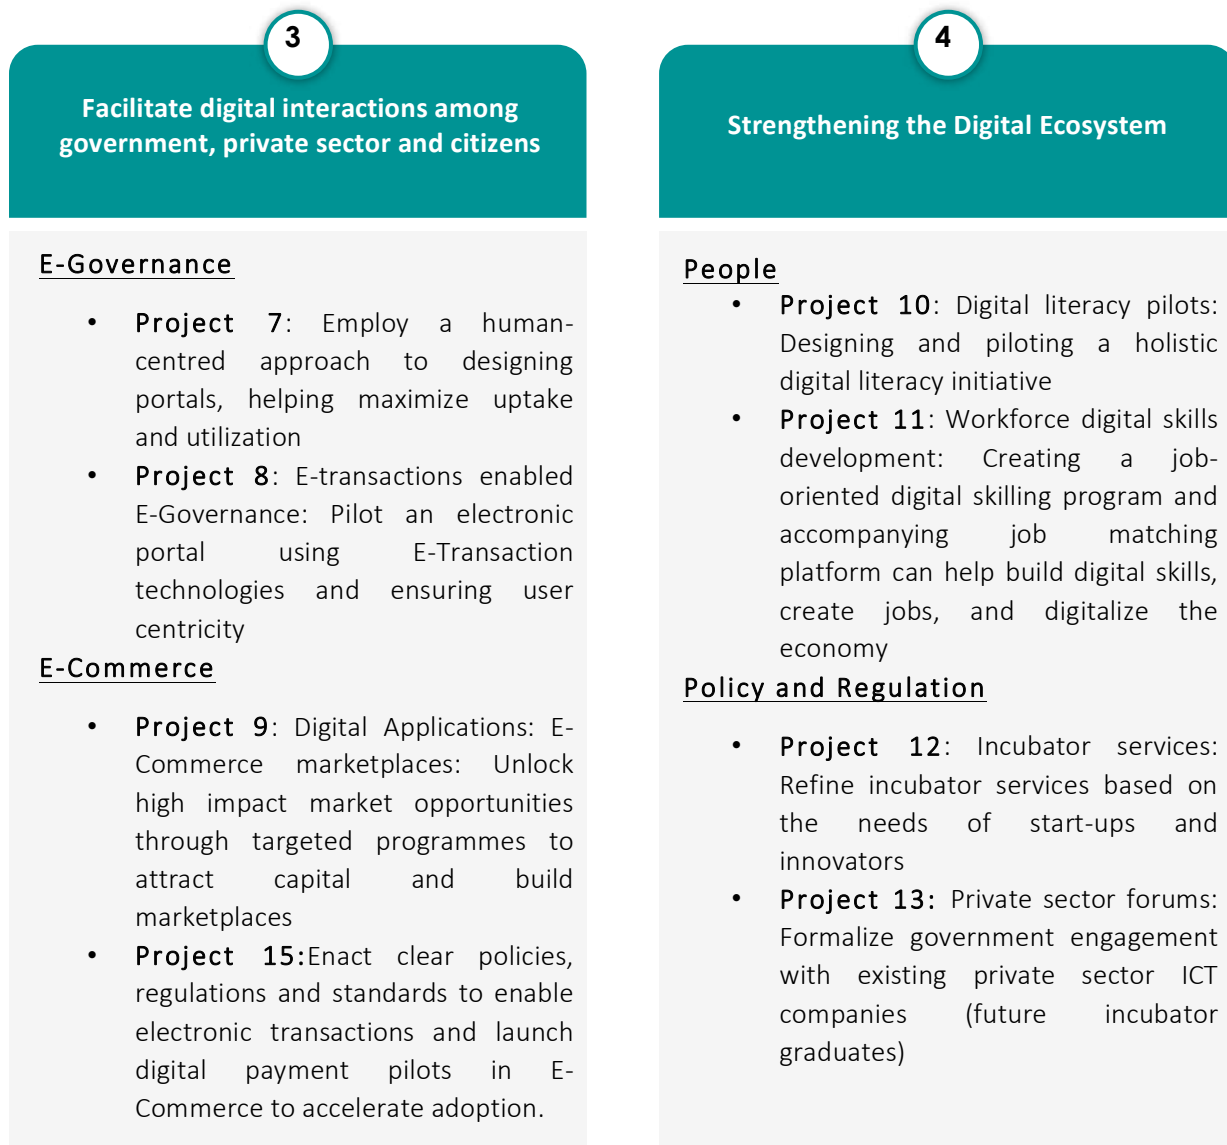 3
Facilitate digital interactions among
government, private sector and citizens
E-Governance
• Project 7: Employ a human-
centred approach to designing
portals, helping maximize uptake
and utilization
• Project 8: E-transactions enabled
E-Governance: Pilot an electronic
portal using E-Transaction
technologies and ensuring user
centricity
E-Commerce
• Project 9: Digital Applications: E-
Commerce marketplaces: Unlock
high impact market opportunities
through targeted programmes to
attract capital and build
marketplaces
• Project 15:Enact clear policies,
regulations and standards to enable
electronic transactions and launch
digital payment pilots in E-
Commerce to accelerate adoption.
4
Strengthening the Digital Ecosystem
People
• Project 10: Digital literacy pilots:
Designing and piloting a holistic
digital literacy initiative
• Project 11: Workforce digital skills
development: Creating a job-
oriented digital skilling program and
accompanying job matching
platform can help build digital skills,
create jobs, and digitalize the
economy
Policy and Regulation
• Project 12: Incubator services:
Refine incubator services based on
the needs of start-ups and
innovators
• Project 13: Private sector forums:
Formalize government engagement
with existing private sector ICT
companies (future incubator
graduates)